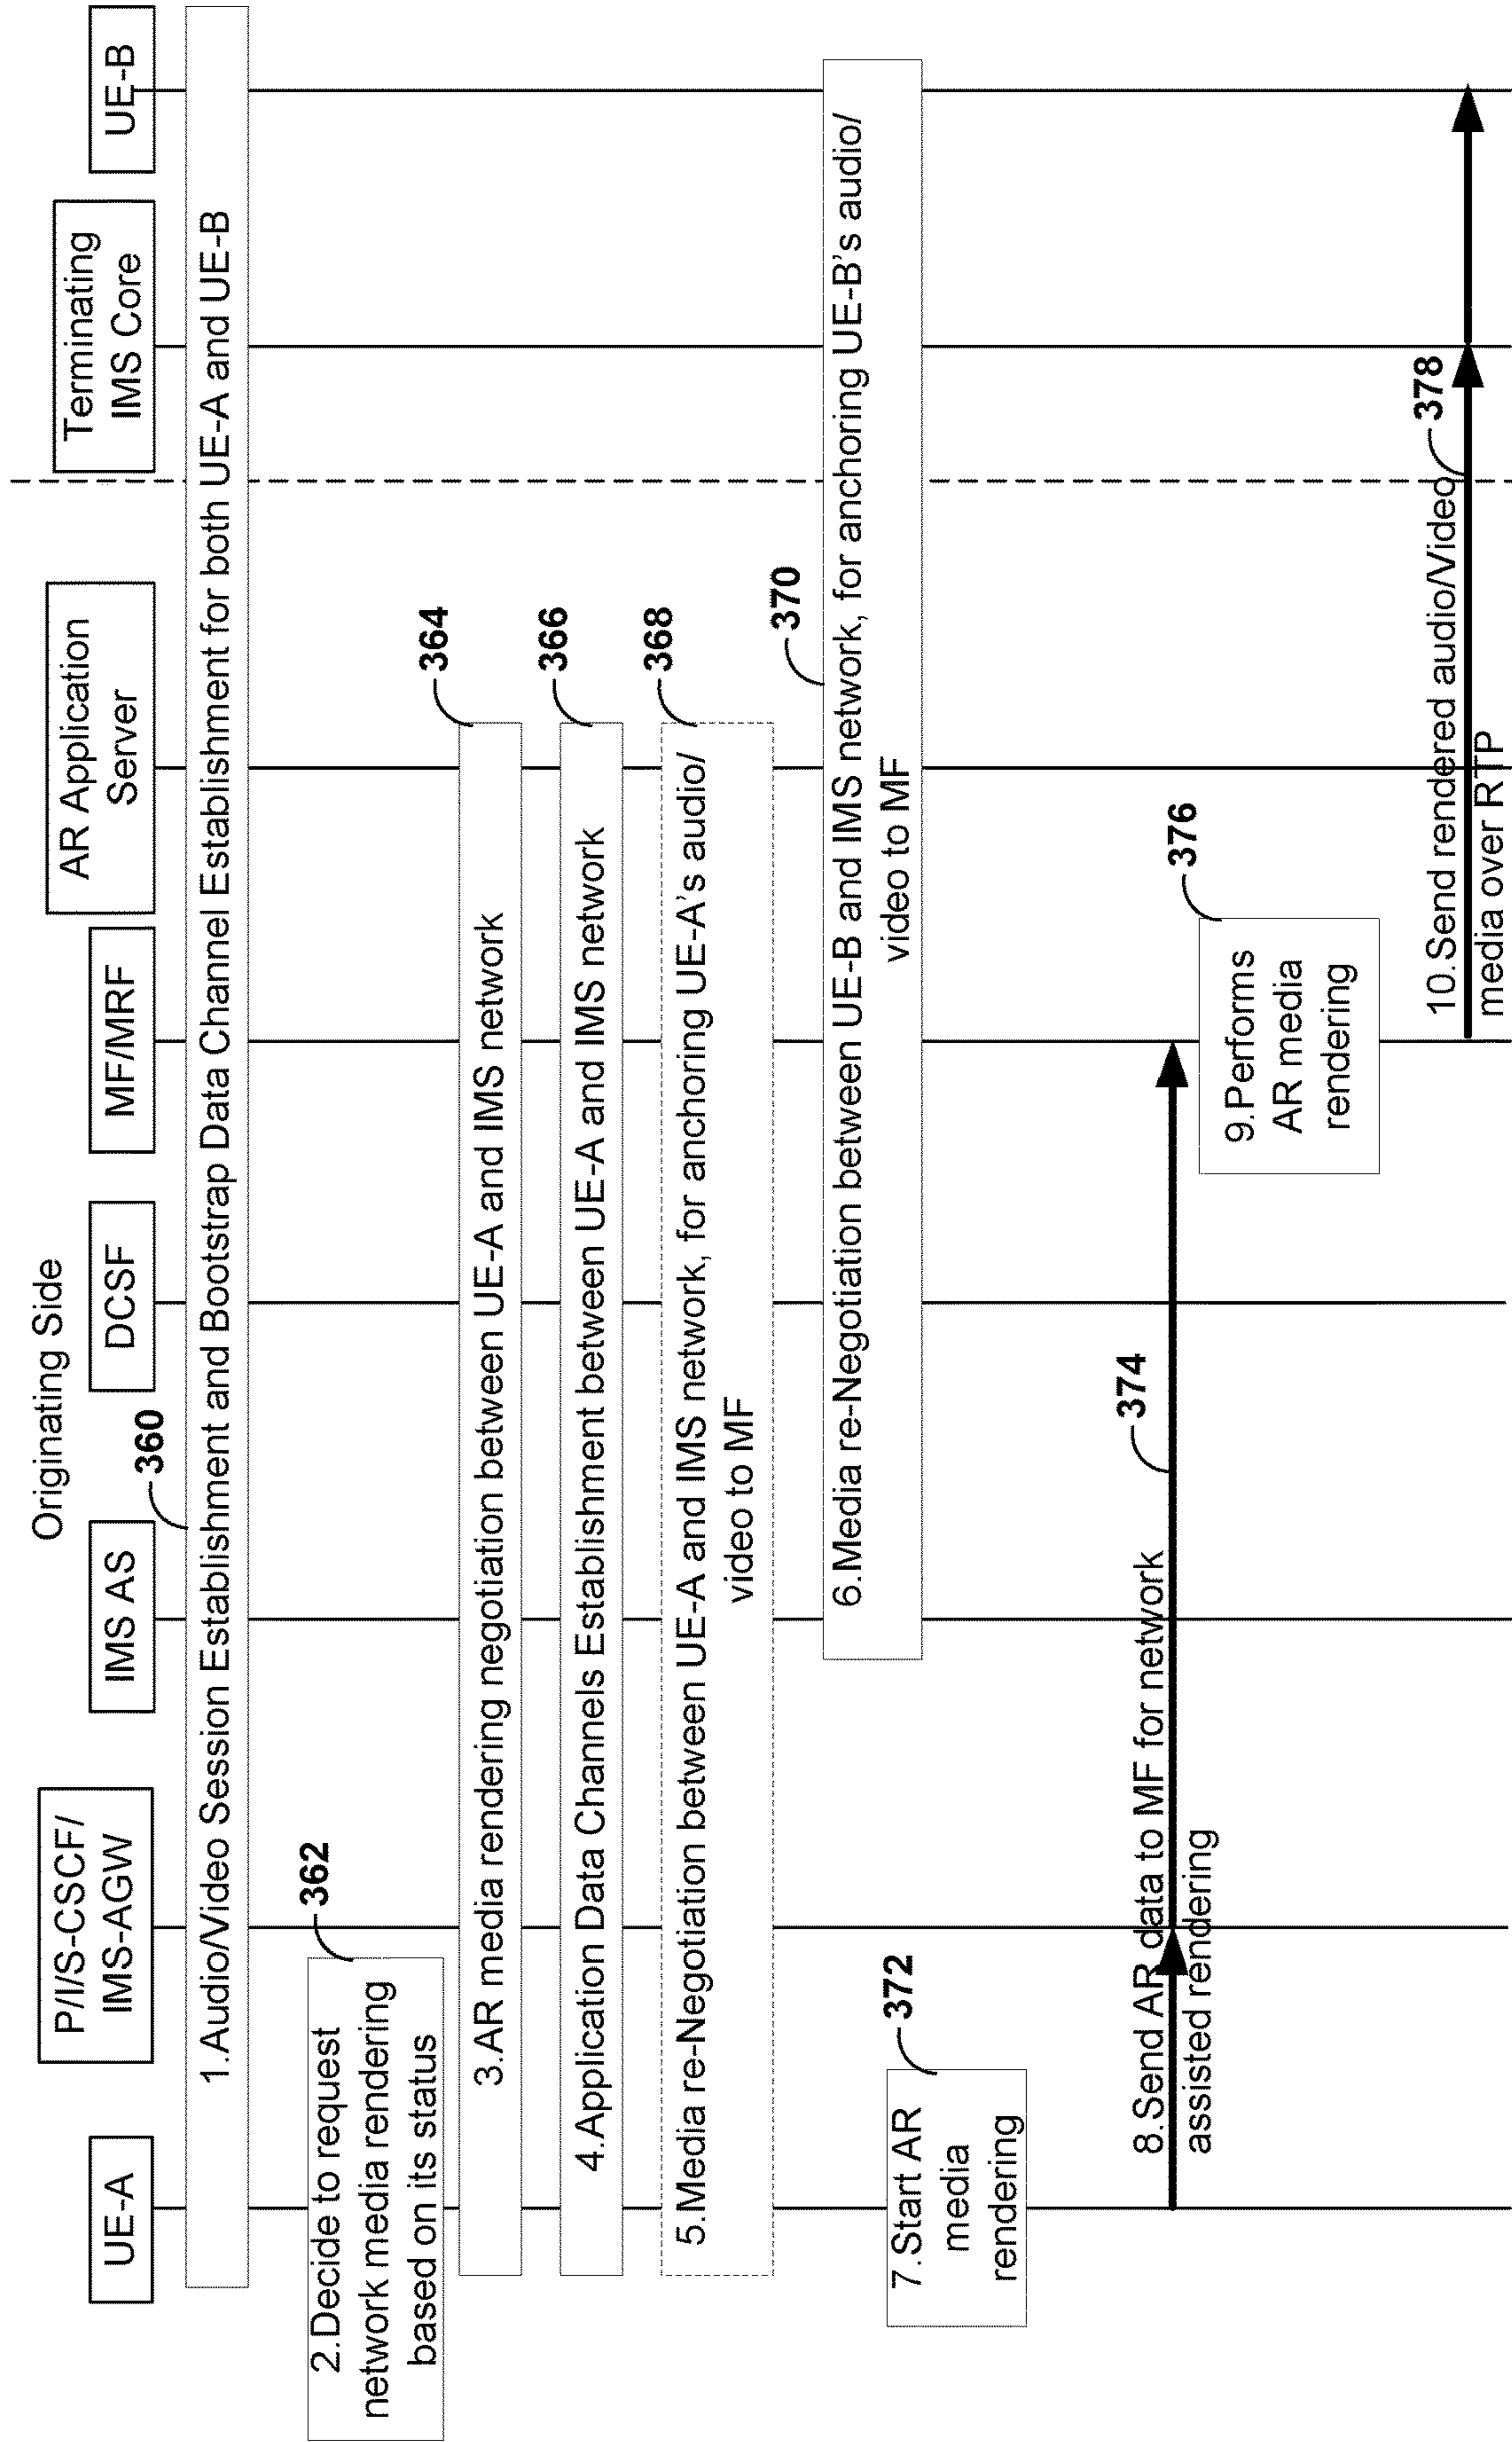 Originating Side
UE-A
P/I/S-CSCF/
IMS-AGW
IMS AS
DCSF
MF/MRF
AR Application
Server
Terminating
IMS Core
UE-B
360
1.Audio/Video Session Establishment and Bootstrap Data Channel Establishment for both UE-A and UE-B
362
2.Decide to request
network media rendering
based on its status
364
3.AR media rendering negotiation between UE-A and IMS network
366
4.Application Data Channels Establishment between UE-A and IMS network
368
5.Media re-Negotiation between UE-A and IMS network, for anchoring UE-A's audio/
video to MF
370
6.Media re-Negotiation between UE-B and IMS network, for anchoring UE-B's audio/
video to MF
372
7.Start AR
media
rendering
374
8.Send AR data to MF for network
assisted rendering
376
9.Performs
AR media
rendering
378
10.Send rendered audio/Video
media over RTP